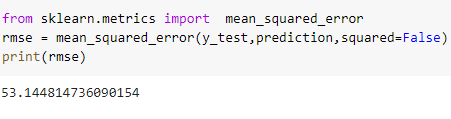 from sklearn.metrics import  mean_squared_error
rmse = mean_squared_error(y_test,prediction,squared=False)
print(rmse)
53.144814736090154